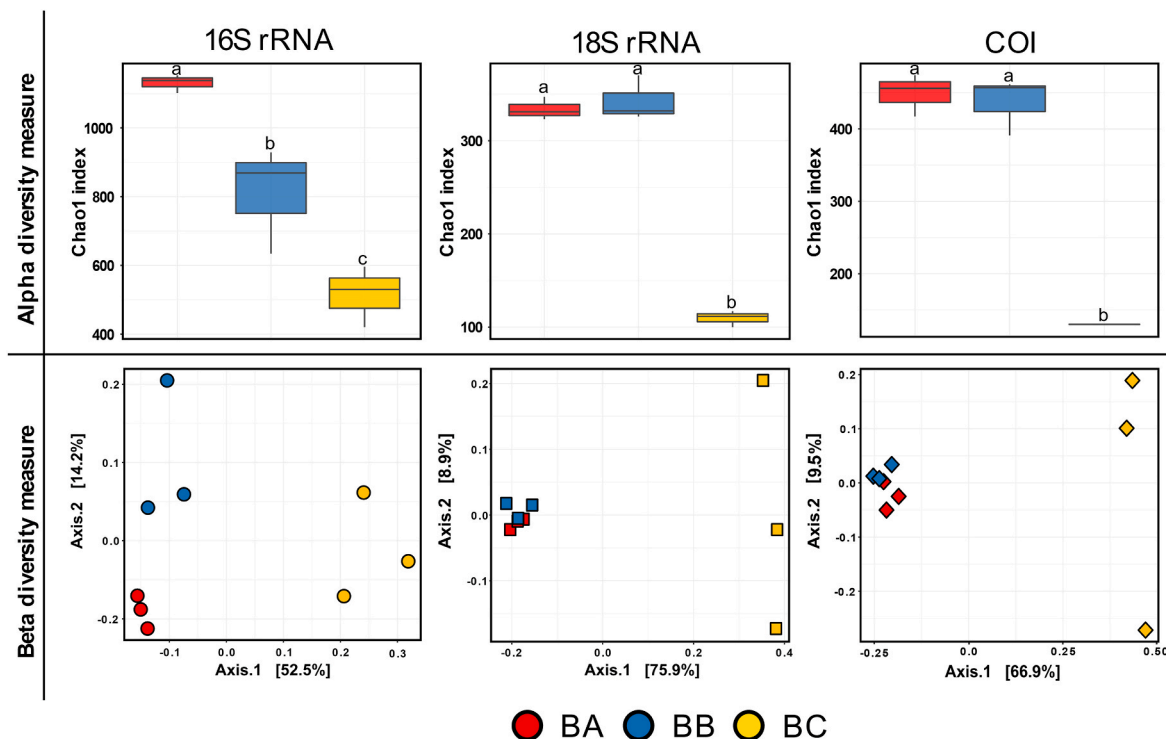 16S rRNA
18S rRNA
COI
Alpha diversity measure
Chao1 index
1000
800
600
400
a
b
c
Chao1 index
300
200
100
a
a
b
Chao1 index
400
300
200
a
a
b
Beta diversity measure
Axis.2 [14.2%]
0.2
0.1
0.0
-0.2
-0.1
0.0
0.1
0.2
0.3
Axis.1 [52.5%]
Axis.2 [8.9%]
0.2
0.1
0.0
-0.1
-0.2
0.0
0.2
0.4
Axis.1 [75.9%]
Axis.2 [9.5%]
0.2
0.1
0.0
-0.1
-0.2
-0.25
0.0
0.25
0.50
Axis.1 [66.9%]
BA BB BC